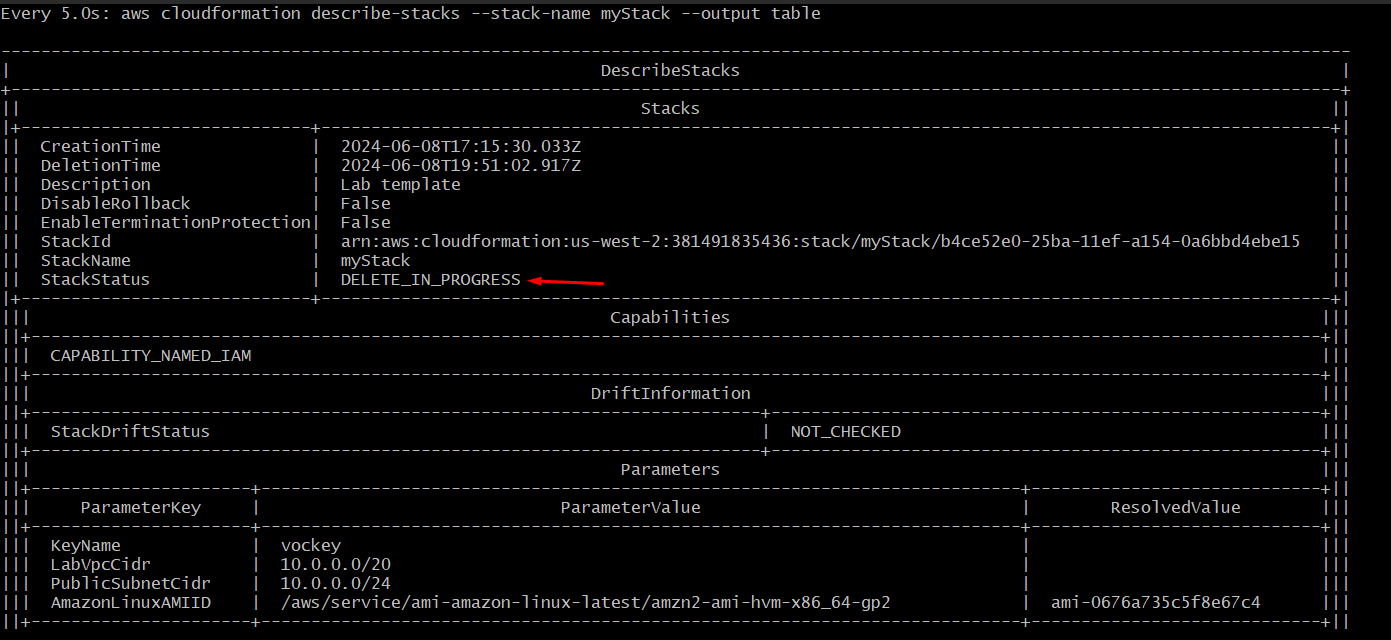 Every 5.0s: aws cloudformation describe-stacks --stack-name myStack --output table
DescribeStacks
Stacks
CreationTime | 2024-06-08T17:15:30.033Z
DeletionTime | 2024-06-08T19:51:02.917Z
Description | Lab template
DisableRollback | False
EnableTerminationProtection| False
StackId | arn:aws:cloudformation:us-west-2:381491835436:stack/myStack/b4ce52e0-25ba-11ef-a154-0a6bbd4ebe15
StackName | myStack
StackStatus | DELETE_IN_PROGRESS
Capabilities
CAPABILITY_NAMED_IAM
DriftInformation
StackDriftStatus | NOT_CHECKED
Parameters
ParameterKey | ParameterValue | ResolvedValue
KeyName | vockey |
LabVpcCidr | 10.0.0.0/20 |
PublicSubnetCidr | 10.0.0.0/24 |
AmazonLinuxAMIID | /aws/service/ami-amazon-linux-latest/amzn2-ami-hvm-x86_64-gp2 | ami-0676a735c5f8e67c4